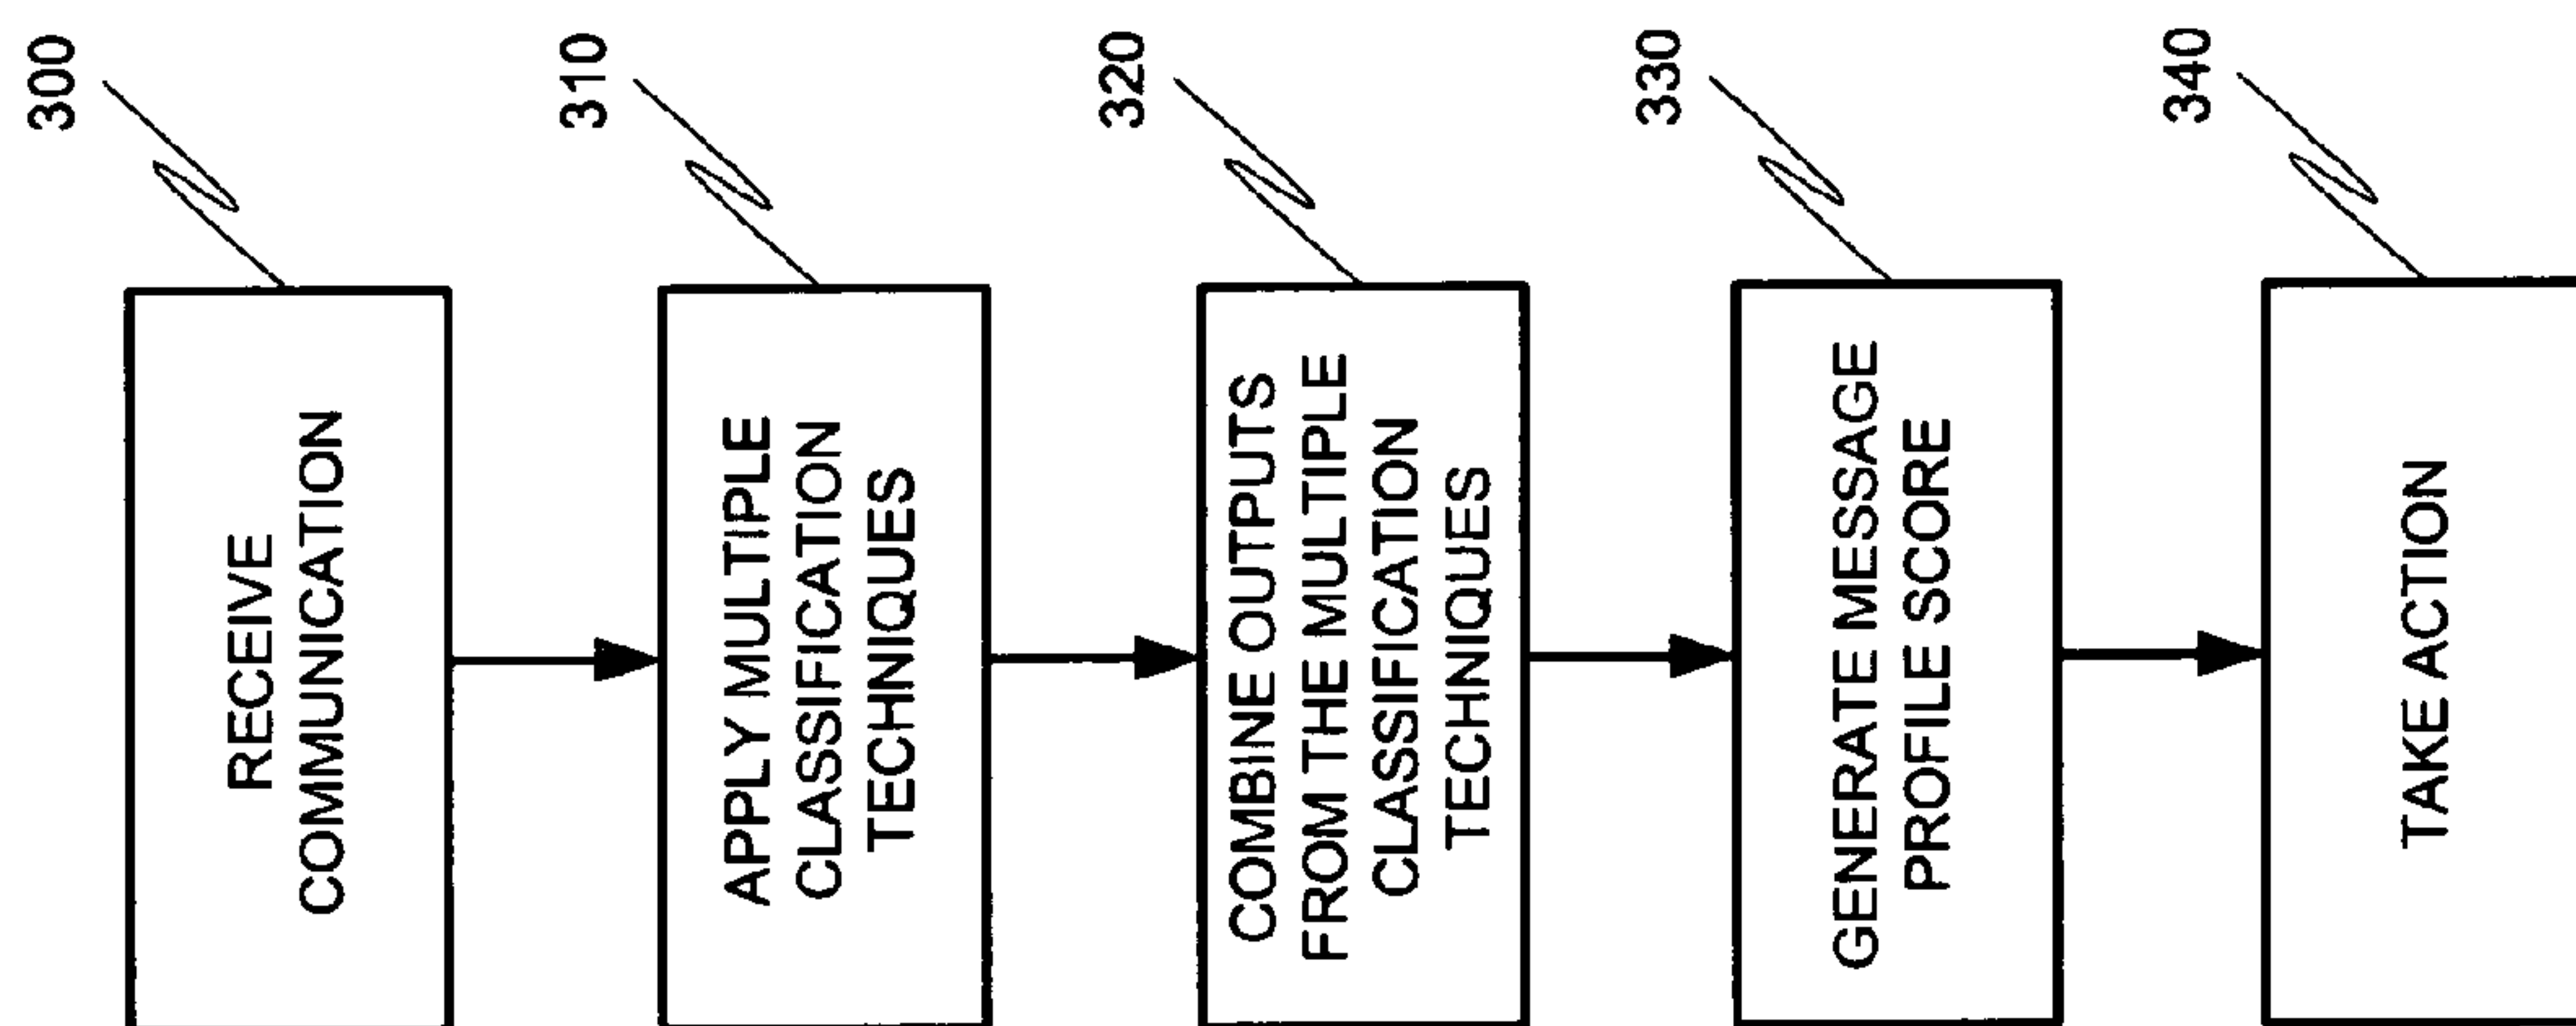 300
RECEIVE
COMMUNICATION
310
APPLY MULTIPLE
CLASSIFICATION
TECHNIQUES
320
COMBINE OUTPUTS
FROM THE MULTIPLE
CLASSIFICATION
TECHNIQUES
330
GENERATE MESSAGE
PROFILE SCORE
340
TAKE ACTION